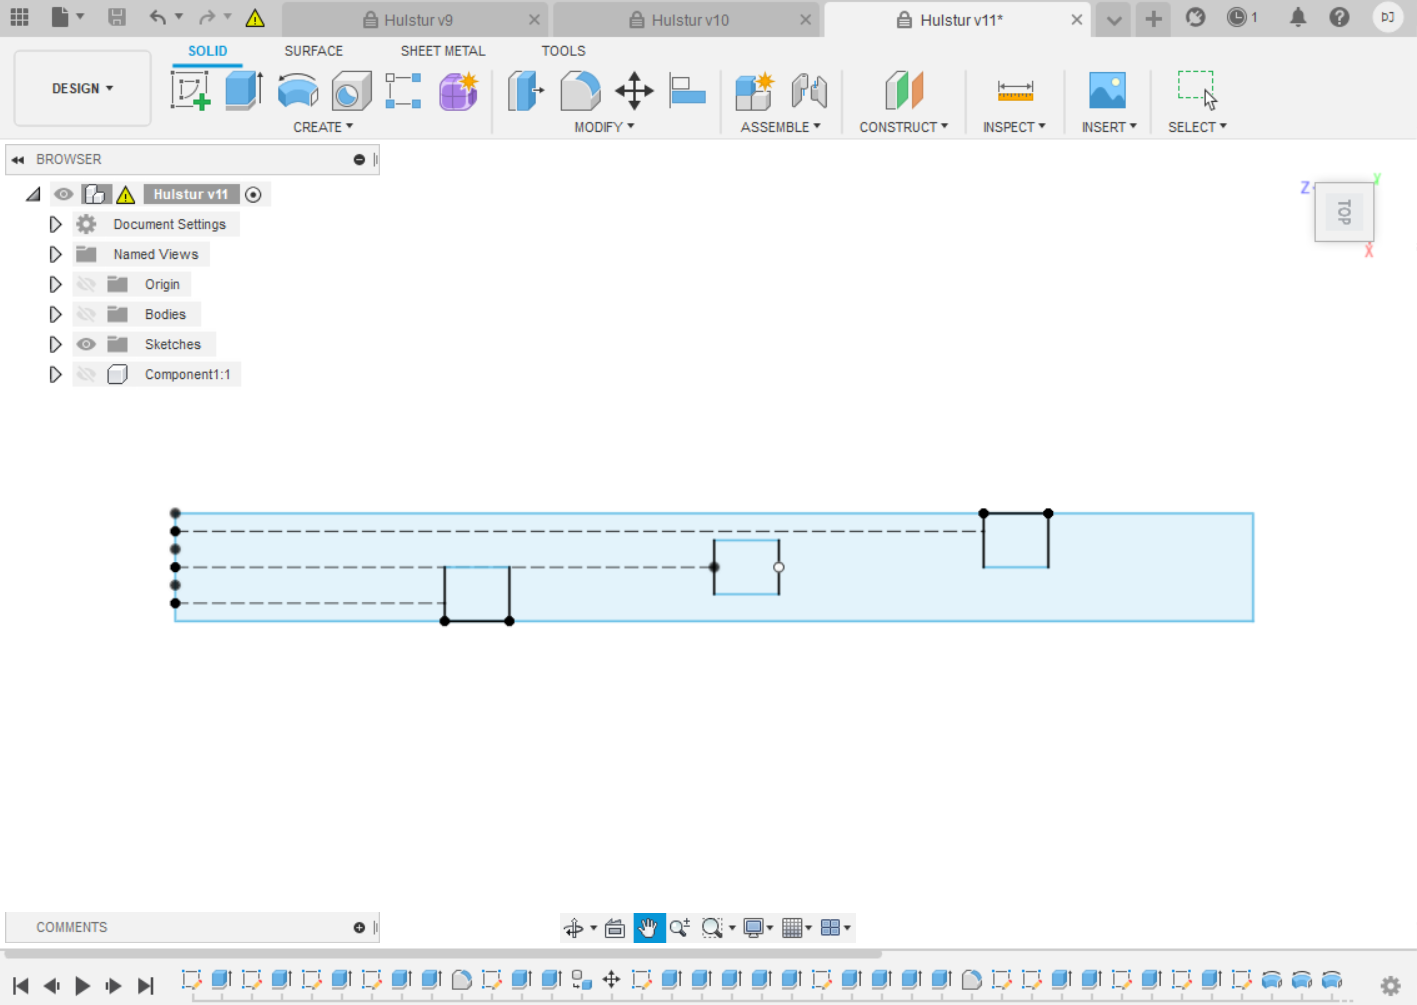 Hulstur v9
Hulstur v10
Hulstur v11*
1
DJ
SOLID
SURFACE
SHEET METAL
TOOLS
DESIGN
CREATE
MODIFY
ASSEMBLE
CONSTRUCT
INSPECT
INSERT
SELECT
BROWSER
Hulstur v11
Document Settings
Named Views
Origin
Bodies
Sketches
Component1:1
Z
Y
TOP
X
COMMENTS